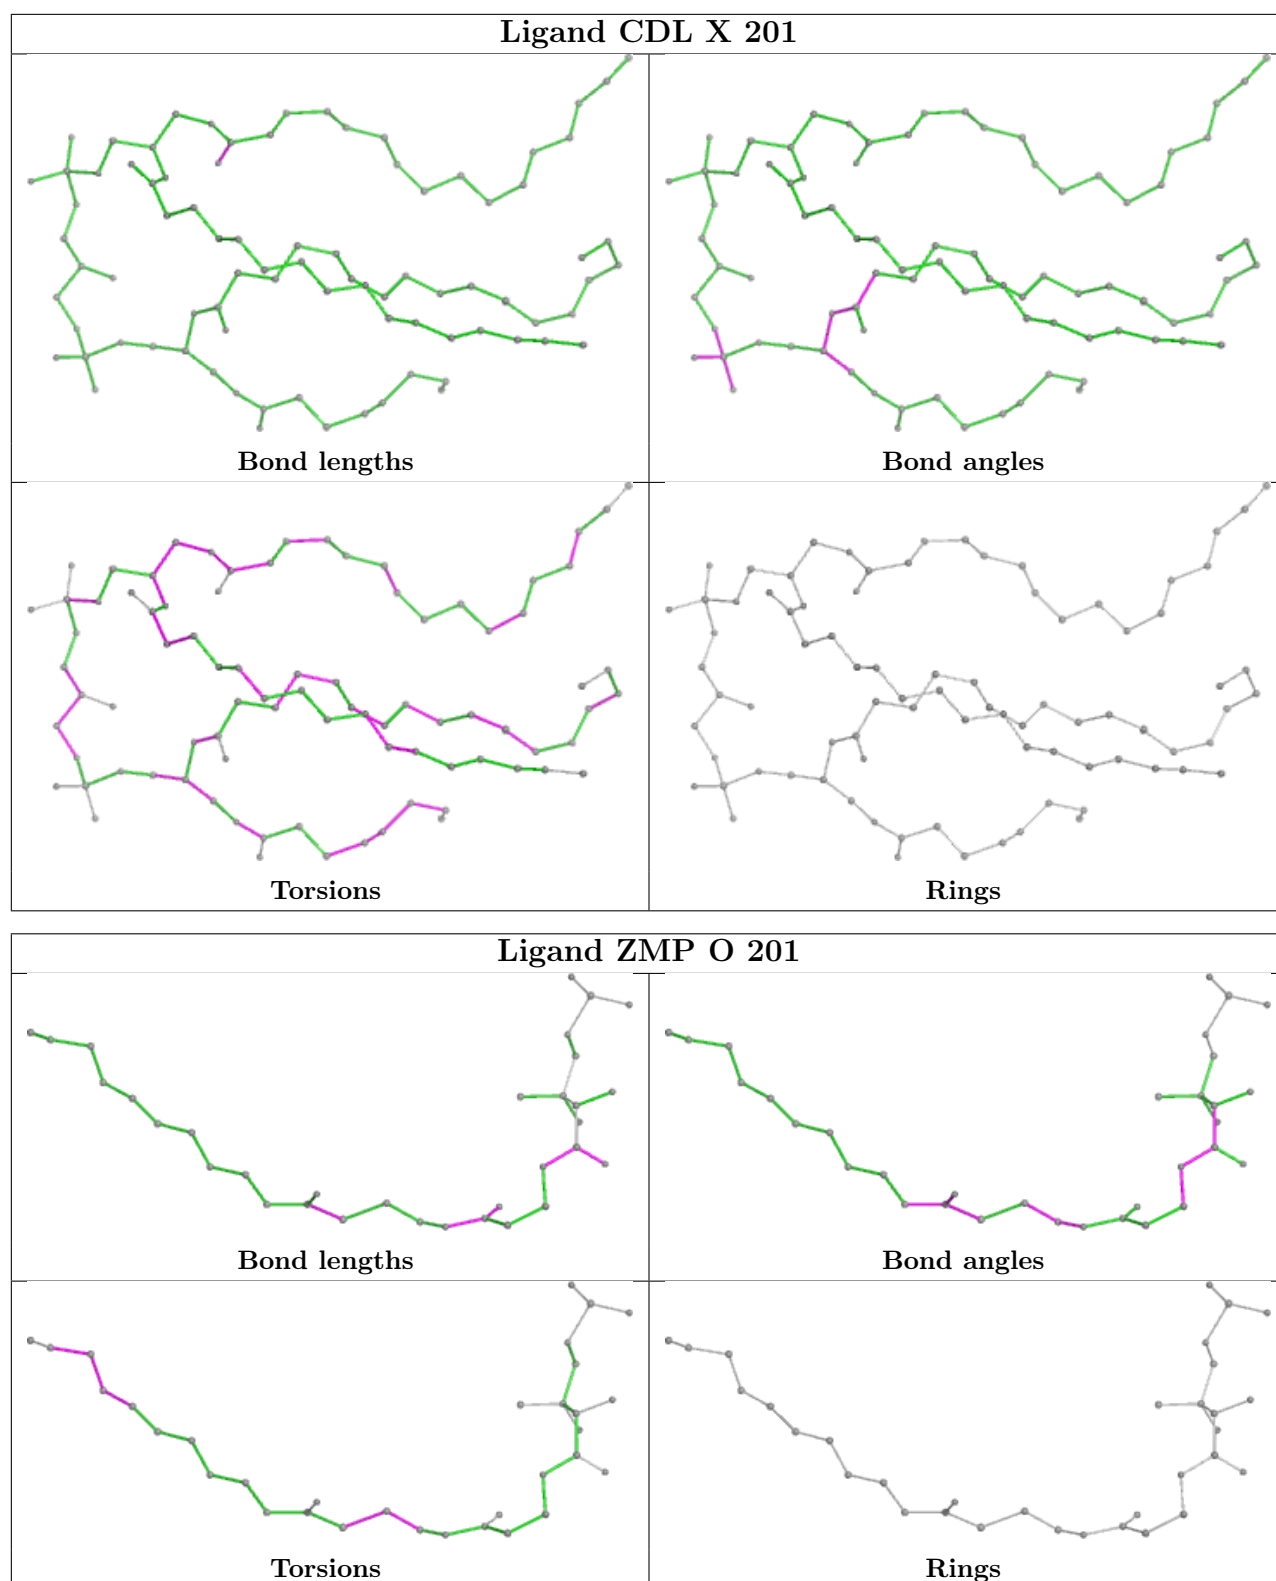 Ligand CDL X 201
Bond lengths
Bond angles
Torsions
Rings
Ligand ZMP O 201
Bond lengths
Bond angles
Torsions
Rings